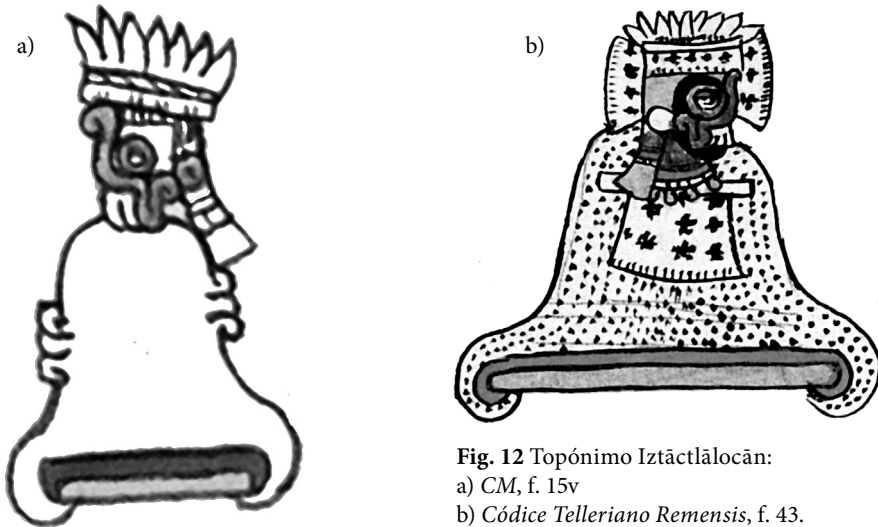 a)
b)
Fig. 12 Topónimo Iztāctlālocān:
a) CM, f. 15v
b) Códice Telleriano Remensis, f. 43.